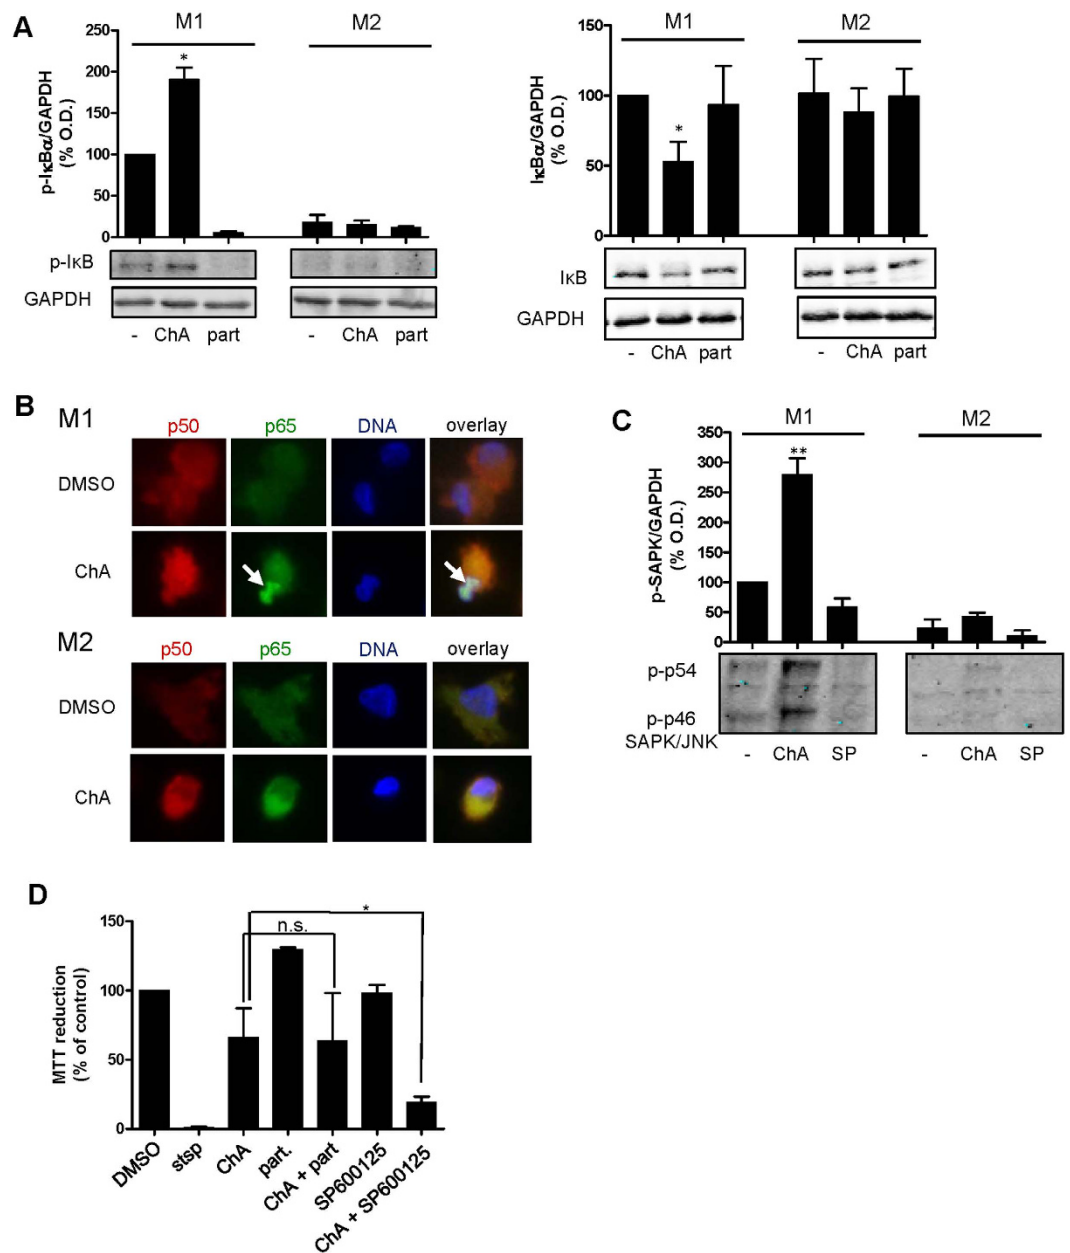 A
M1
M2
p-IκBα/GAPDH
(% O.D.)
250
200
150
100
50
0
*
p-IκB
GAPDH
- ChA part
- ChA part
M1
M2
IκBα/GAPDH
(% O.D.)
150
100
50
0
*
IκB
GAPDH
- ChA part
- ChA part
B
M1
p50 p65 DNA overlay
DMSO
ChA
M2
p50 p65 DNA overlay
DMSO
ChA
C
M1
M2
p-SAPK/GAPDH
(% O.D.)
350
300
250
200
150
100
50
0
**
p-p54
p-p46
SAPK/JNK
- ChA SP
- ChA SP
D
MTT reduction
(% of control)
150
100
50
0
*
n.s.
DMSO
stsp
ChA
part.
ChA + part
SP600125
ChA + SP600125